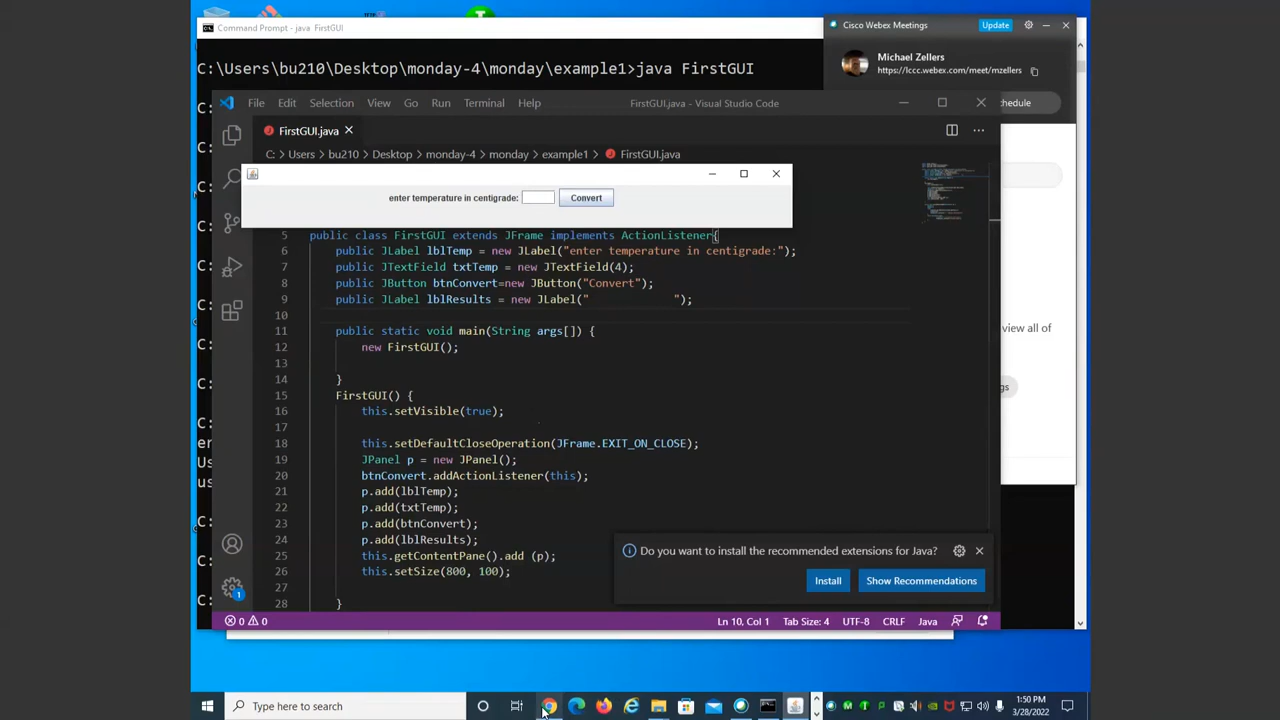 Command Prompt - java FirstGUI
C:\Users\bu210\Desktop\monday-4\monday\example1>java FirstGUI
Cisco Webex Meetings
Update
Michael Zellers
https://lccc.webex.com/meet/mzellers
File Edit Selection View Go Run Terminal Help
FirstGUI.java - Visual Studio Code
FirstGUI.java
C: > Users > bu210 > Desktop > monday-4 > monday > example1 > FirstGUI.java
enter temperature in centigrade:
Convert
5 public class FirstGUI extends JFrame implements ActionListener{
6 public JLabel lblTemp = new JLabel("enter temperature in centigrade:");
7 public JTextField txtTemp = new JTextField(4);
8 public JButton btnConvert=new JButton("Convert");
9 public JLabel lblResults = new JLabel(" ");
10
11 public static void main(String args[]) {
12 new FirstGUI();
13
14 }
15 FirstGUI() {
16 this.setVisible(true);
17
18 this.setDefaultCloseOperation(JFrame.EXIT_ON_CLOSE);
19 JPanel p = new JPanel();
20 btnConvert.addActionListener(this);
21 p.add(lblTemp);
22 p.add(txtTemp);
23 p.add(btnConvert);
24 p.add(lblResults);
25 this.getContentPane().add (p);
26 this.setSize(800, 100);
27
28 }
view all of
Do you want to install the recommended extensions for Java?
Install
Show Recommendations
0 0
Ln 10, Col 1 Tab Size: 4 UTF-8 CRLF Java
Type here to search
1:50 PM
3/28/2022